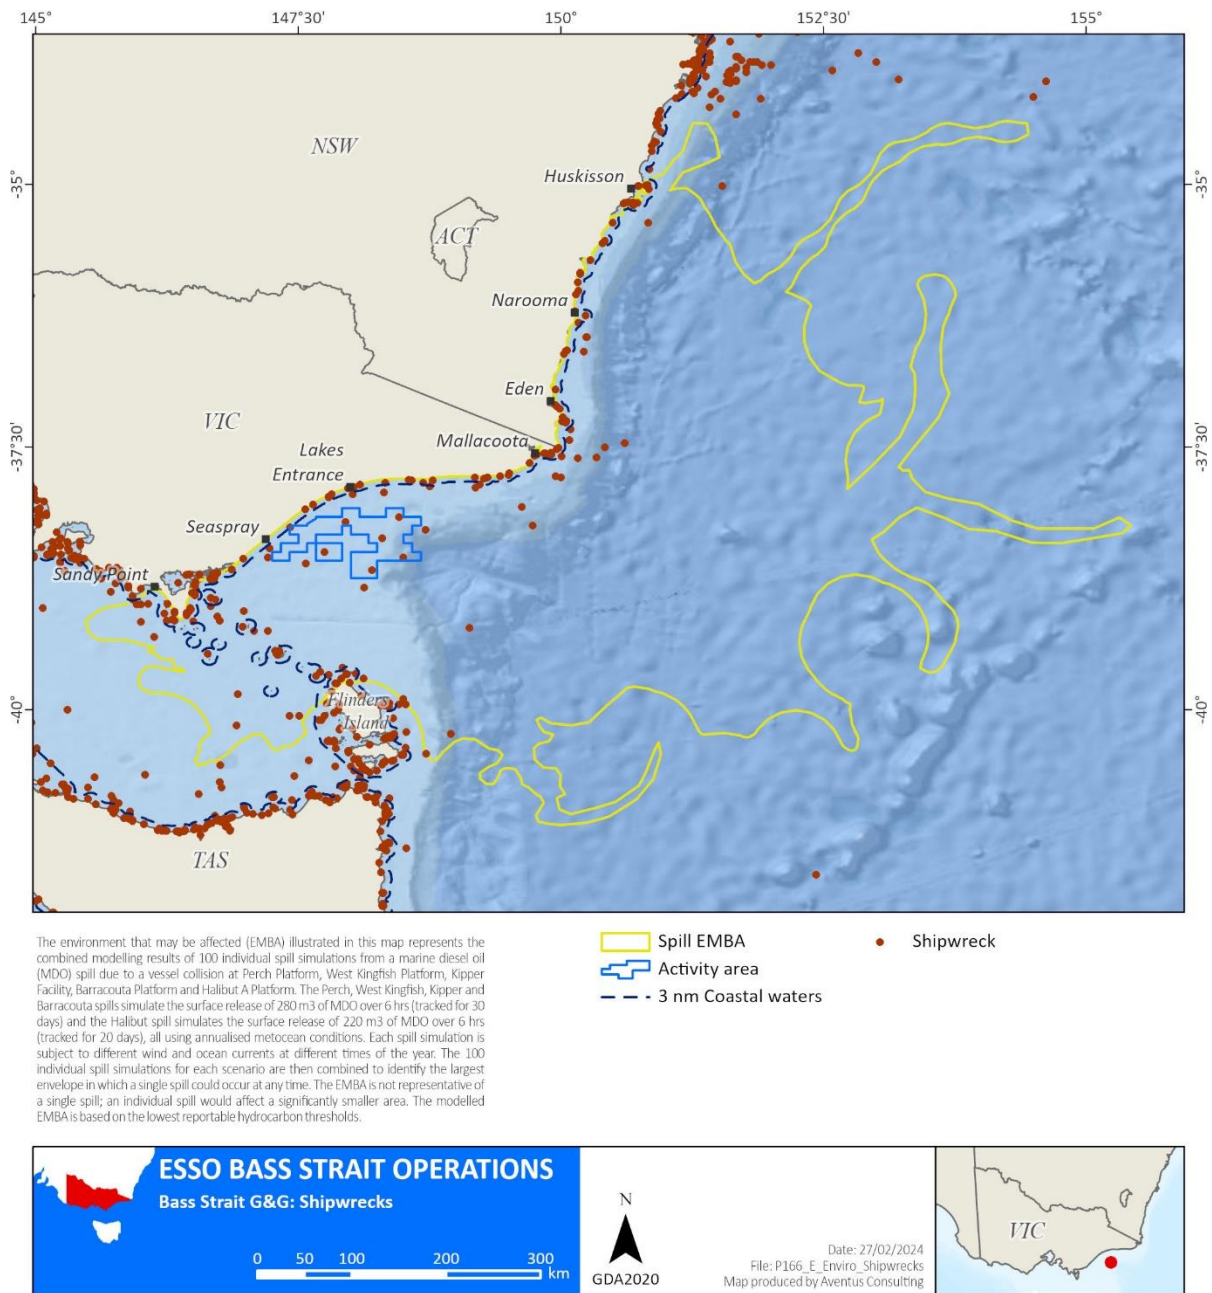 145°
147°30'
150°
152°30'
155°
-35°
-35°
-37°30'
-37°30'
-40°
-40°
NSW
Huskisson
ACT
Narooma
Eden
VIC
Mallacoota
Lakes
Entrance
Seaspray
Sandy Point
Flinders
Island
TAS
The environment that may be affected (EMBA) illustrated in this map represents the
combined modelling results of 100 individual spill simulations from a marine diesel oil
(MDO) spill due to a vessel collision at Perch Platform, West Kingfish Platform, Kipper
Facility, Barracouta Platform and Halibut A Platform. The Perch, West Kingfish, Kipper and
Barracouta spills simulate the surface release of 280 m3 of MDO over 6 hrs (tracked for 30
days) and the Halibut spill simulates the surface release of 220 m3 of MDO over 6 hrs
(tracked for 20 days), all using annualised metocean conditions. Each spill simulation is
subject to different wind and ocean currents at different times of the year. The 100
individual spill simulations for each scenario are then combined to identify the largest
envelope in which a single spill could occur at any time. The EMBA is not representative of
a single spill; an individual spill would affect a significantly smaller area. The modelled
EMBA is based on the lowest reportable hydrocarbon thresholds.
Spill EMBA
Shipwreck
Activity area
3 nm Coastal waters
ESSO BASS STRAIT OPERATIONS
Bass Strait G&G: Shipwrecks
0 50 100 200 300
km
N
GDA2020
Date: 27/02/2024
File: P166_E_Enviro_Shipwrecks
Map produced by Aventus Consulting
VIC